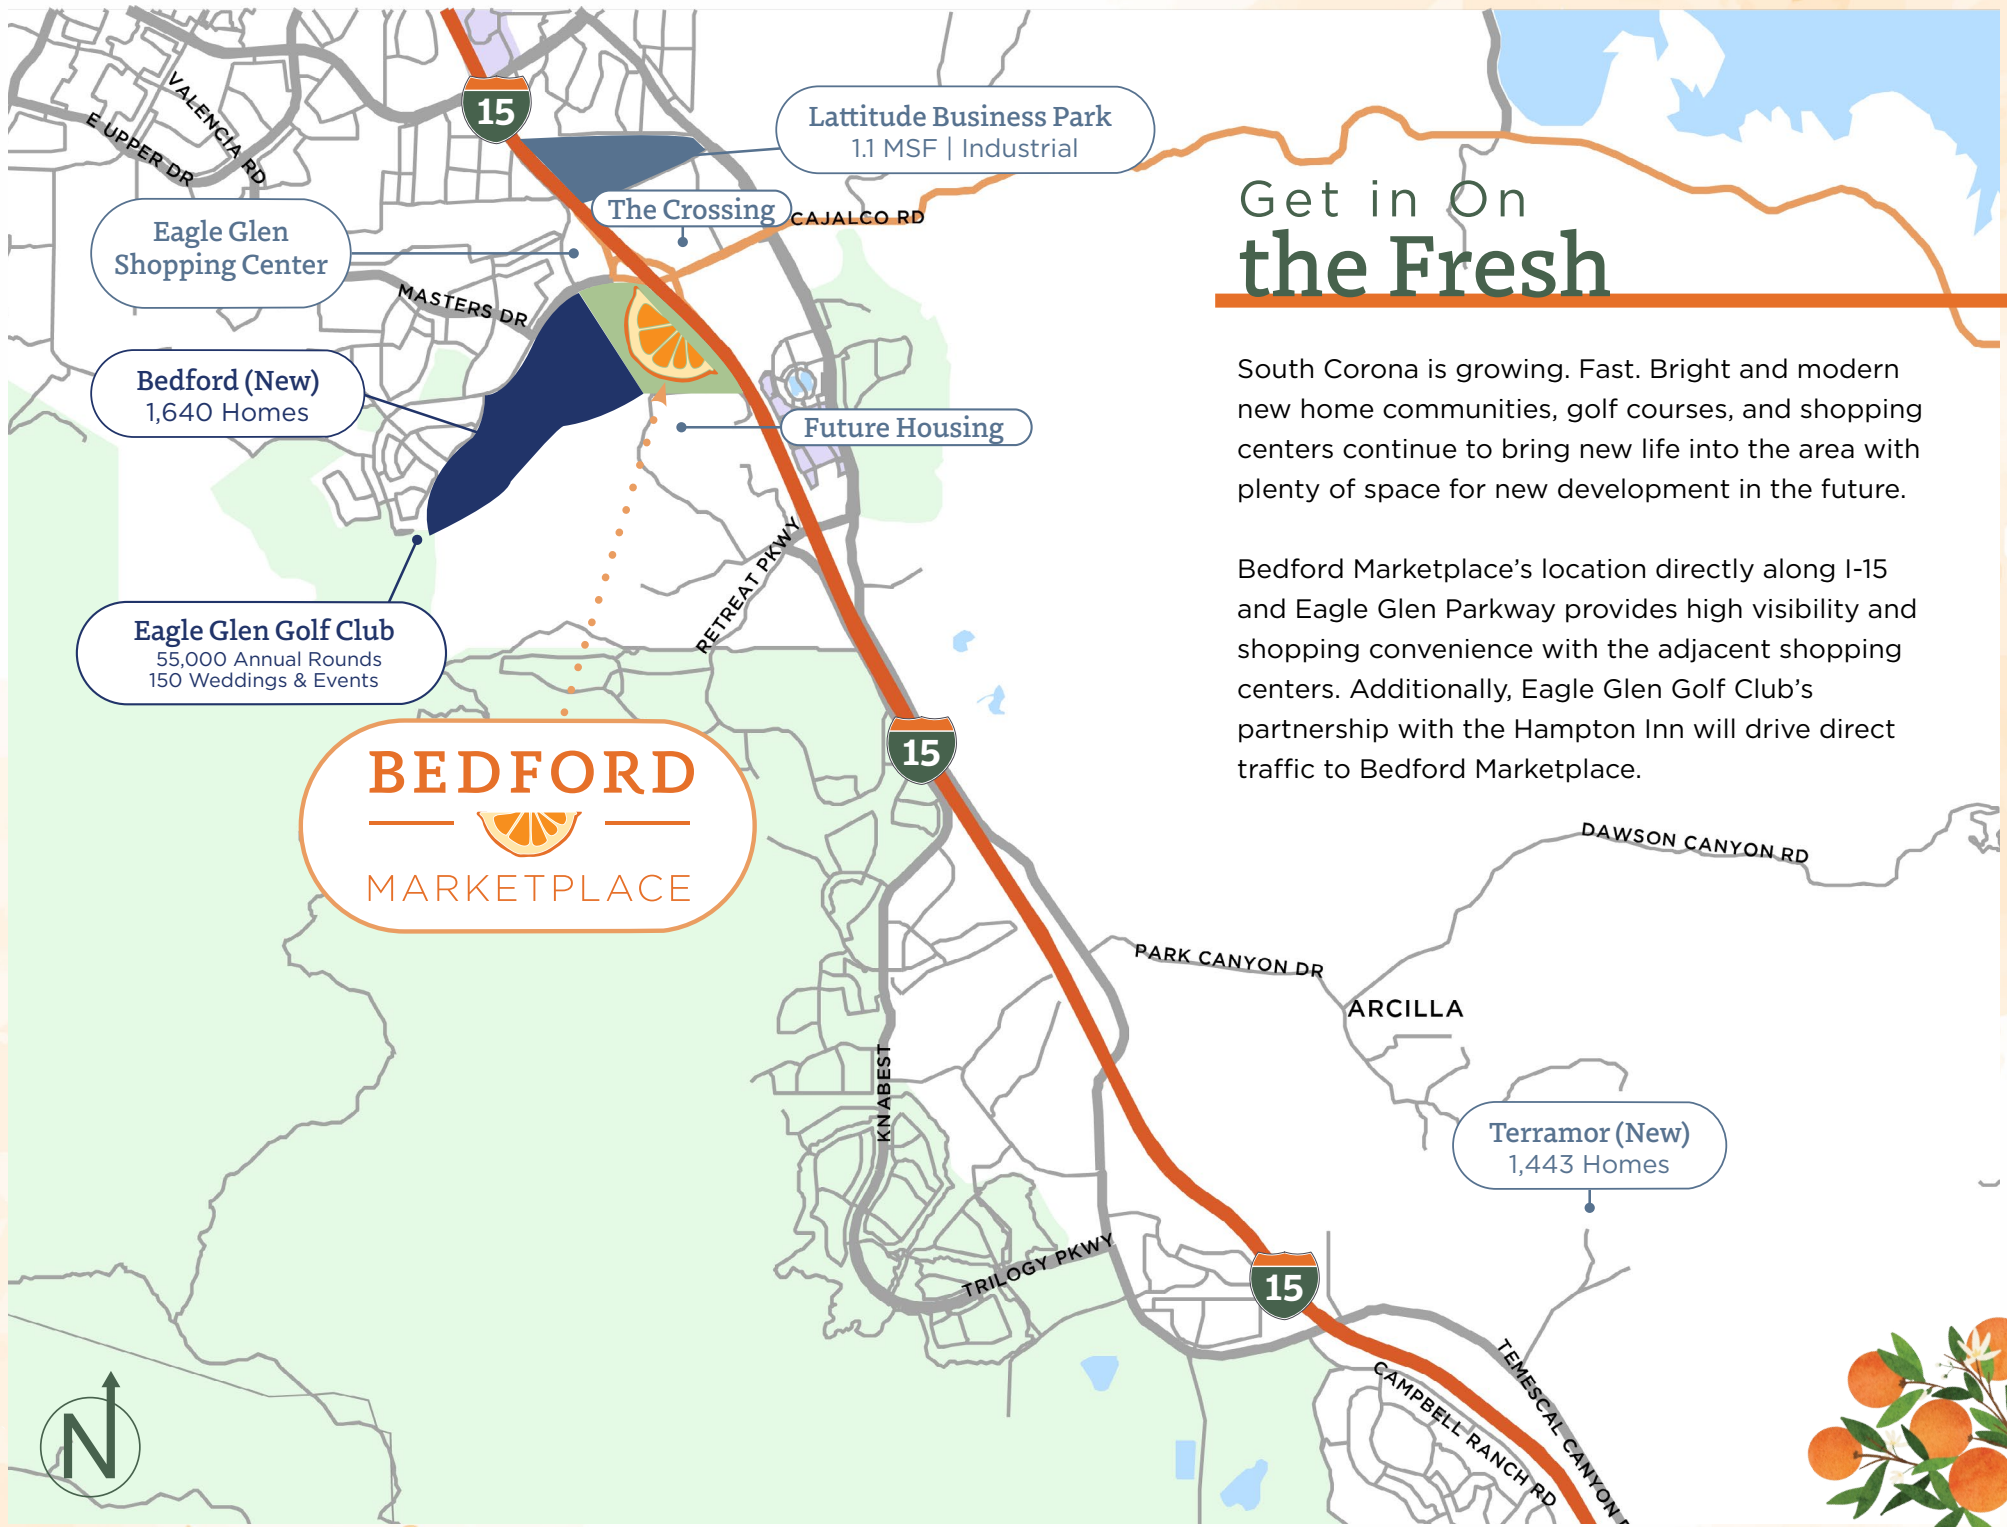 15
VALENCIA RD
E UPPER DR
Lattitude Business Park
1.1 MSF | Industrial
The Crossing
CAJALCO RD
Eagle Glen
Shopping Center
MASTERS DR
Bedford (New)
1,640 Homes
Future Housing
RETREAT PKWY
Eagle Glen Golf Club
55,000 Annual Rounds
150 Weddings & Events
BEDFORD
MARKETPLACE
15
Get in On
the Fresh
South Corona is growing. Fast. Bright and modern
new home communities, golf courses, and shopping
centers continue to bring new life into the area with
plenty of space for new development in the future.
Bedford Marketplace’s location directly along I-15
and Eagle Glen Parkway provides high visibility and
shopping convenience with the adjacent shopping
centers. Additionally, Eagle Glen Golf Club’s
partnership with the Hampton Inn will drive direct
traffic to Bedford Marketplace.
DAWSON CANYON RD
PARK CANYON DR
ARCILLA
KNABEST
Terramor (New)
1,443 Homes
TRILOGY PKWY
15
CAMPBELL RANCH RD
TEMESCAL CANYON
N